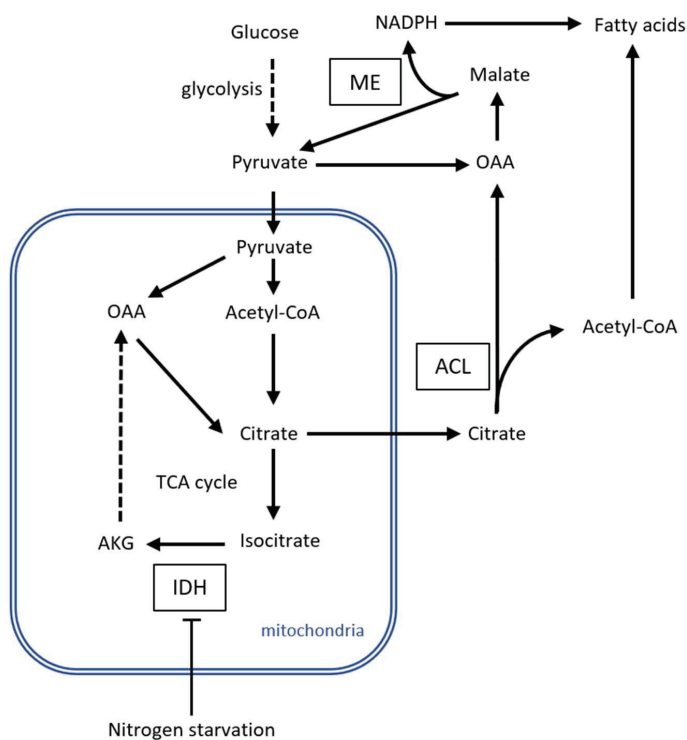 NADPH
Fatty acids
Glucose
ME
Malate
glycolysis
Pyruvate
OAA
Pyruvate
OAA
Acetyl-CoA
Acetyl-CoA
ACL
Citrate
Citrate
TCA cycle
AKG
Isocitrate
IDH
mitochondria
Nitrogen starvation